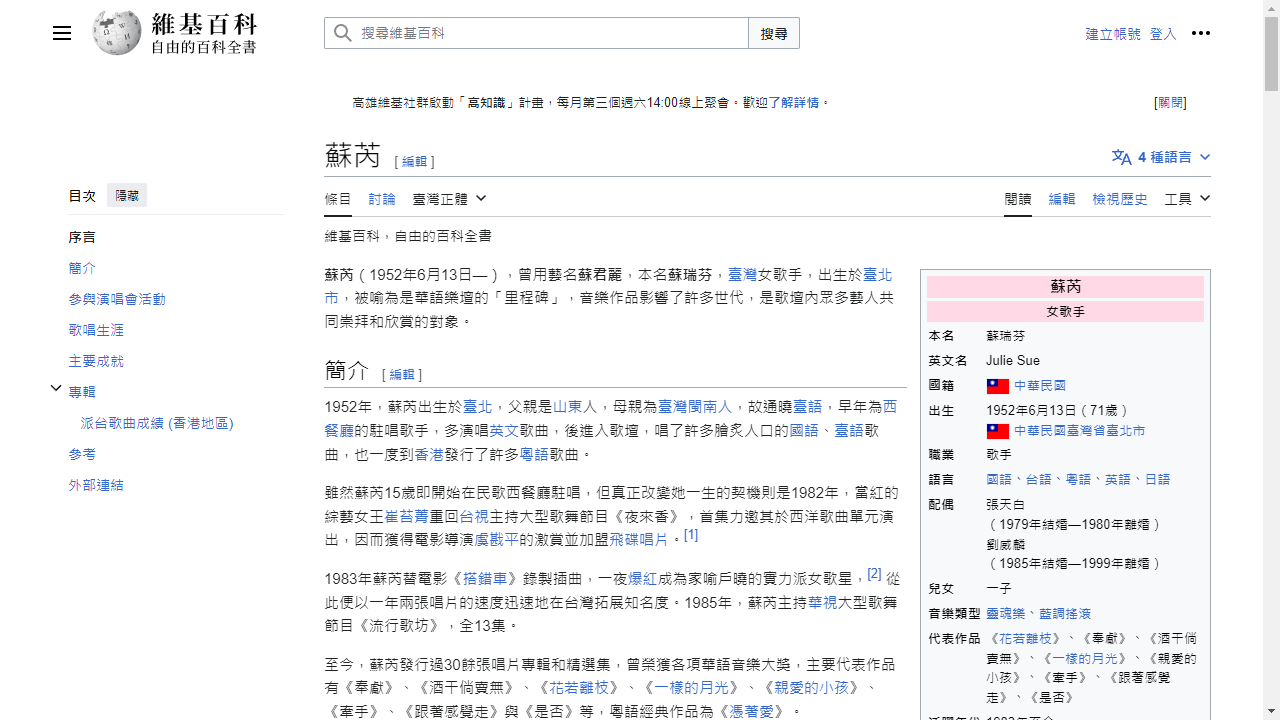 維基百科
自由的百科全書
搜尋維基百科
搜尋
建立帳號 登入
高雄維基社群啟動「高知識」計畫，每月第三個週六14:00線上聚會。歡迎了解詳情。
[關閉]
蘇芮 [ 編輯 ]
4 種語言
目次 隱藏
序言
簡介
參與演唱會活動
歌唱生涯
主要成就
專輯
派台歌曲成績 (香港地區)
參考
外部連結
條目 討論 臺灣正體
閱讀 編輯 檢視歷史 工具
維基百科，自由的百科全書
蘇芮（1952年6月13日—），曾用藝名蘇君麗，本名蘇瑞芬，臺灣女歌手，出生於臺北
市，被喻為是華語樂壇的「里程碑」，音樂作品影響了許多世代，是歌壇內眾多藝人共
同崇拜和欣賞的對象。
簡介 [ 編輯 ]
1952年，蘇芮出生於臺北，父親是山東人，母親為臺灣閩南人，故通曉臺語，早年為西
餐廳的駐唱歌手，多演唱英文歌曲，後進入歌壇，唱了許多膾炙人口的國語、臺語歌
曲，也一度到香港發行了許多粵語歌曲。
雖然蘇芮15歲即開始在民歌西餐廳駐唱，但真正改變她一生的契機則是1982年，當紅的
綜藝女王崔苔菁重回台視主持大型歌舞節目《夜來香》，首集力邀其於西洋歌曲單元演
出，因而獲得電影導演虞戡平的激賞並加盟飛碟唱片。[1]
1983年蘇芮替電影《搭錯車》錄製插曲，一夜爆紅成為家喻戶曉的實力派女歌星，[2] 從
此便以一年兩張唱片的速度迅速地在台灣拓展知名度。1985年，蘇芮主持華視大型歌舞
節目《流行歌坊》，全13集。
至今，蘇芮發行過30餘張唱片專輯和精選集，曾榮獲各項華語音樂大獎，主要代表作品
有《奉獻》、《酒干倘賣無》、《花若離枝》、《一樣的月光》、《親愛的小孩》、
《牽手》、《跟著感覺走》與《是否》等，粵語經典作品為《憑著愛》。
蘇芮
女歌手
本名 蘇瑞芬
英文名 Julie Sue
國籍 中華民國
出生 1952年6月13日（71歲）
中華民國臺灣省臺北市
職業 歌手
語言 國語、台語、粵語、英語、日語
配偶 張天白
（1979年結婚—1980年離婚）
劉威麟
（1985年結婚—1999年離婚）
兒女 一子
音樂類型 靈魂樂、藍調搖滾
代表作品 《花若離枝》、《奉獻》、《酒干倘
賣無》、《一樣的月光》、《親愛的
小孩》、《牽手》、《跟著感覺
走》、《是否》
活躍年代 1982年至今